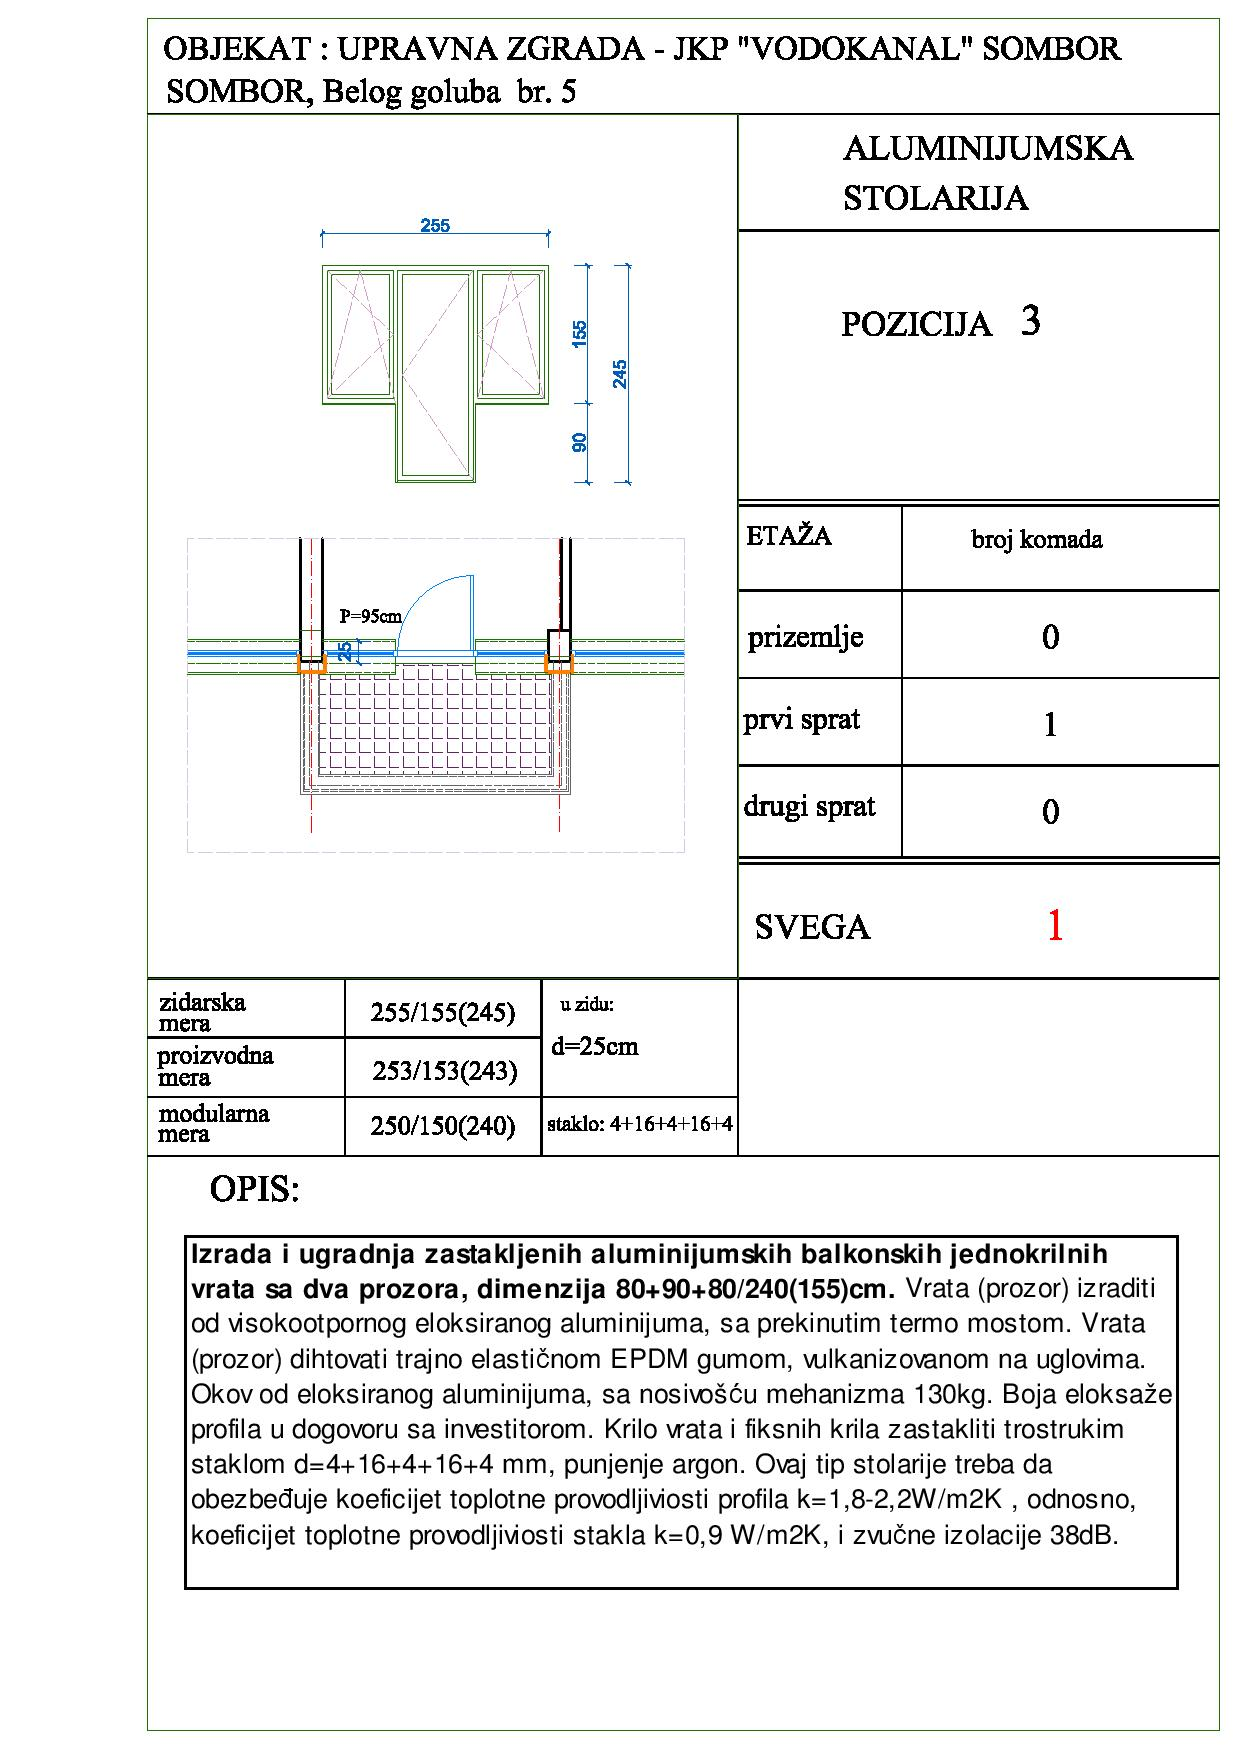 OBJEKAT : UPRAVNA ZGRADA - JKP "VODOKANAL" SOMBOR
SOMBOR, Belog goluba br. 5
ALUMINIJUMSKA
STOLARIJA
255
155
245
90
POZICIJA 3
P=95cm
25
ETAŽA broj komada
prizemlje 0
prvi sprat 1
drugi sprat 0
SVEGA 1
zidarska
mera
255/155(245)
u zidu:
d=25cm
proizvodna
mera
253/153(243)
modularna
mera
250/150(240)
staklo: 4+16+4+16+4
OPIS:
Izrada i ugradnja zastakljenih aluminijumskih balkonskih jednokrilnih
vrata sa dva prozora, dimenzija 80+90+80/240(155)cm. Vrata (prozor) izraditi
od visokootpornog eloksiranog aluminijuma, sa prekinutim termo mostom. Vrata
(prozor) dihtovati trajno elastičnom EPDM gumom, vulkanizovanom na uglovima.
Okov od eloksiranog aluminijuma, sa nosivošću mehanizma 130kg. Boja eloksaže
profila u dogovoru sa investitorom. Krilo vrata i fiksnih krila zastakliti trostrukim
staklom d=4+16+4+16+4 mm, punjenje argon. Ovaj tip stolarije treba da
obezbeđuje koeficijet toplotne provodljiviosti profila k=1,8-2,2W/m2K , odnosno,
koeficijet toplotne provodljiviosti stakla k=0,9 W/m2K, i zvučne izolacije 38dB.